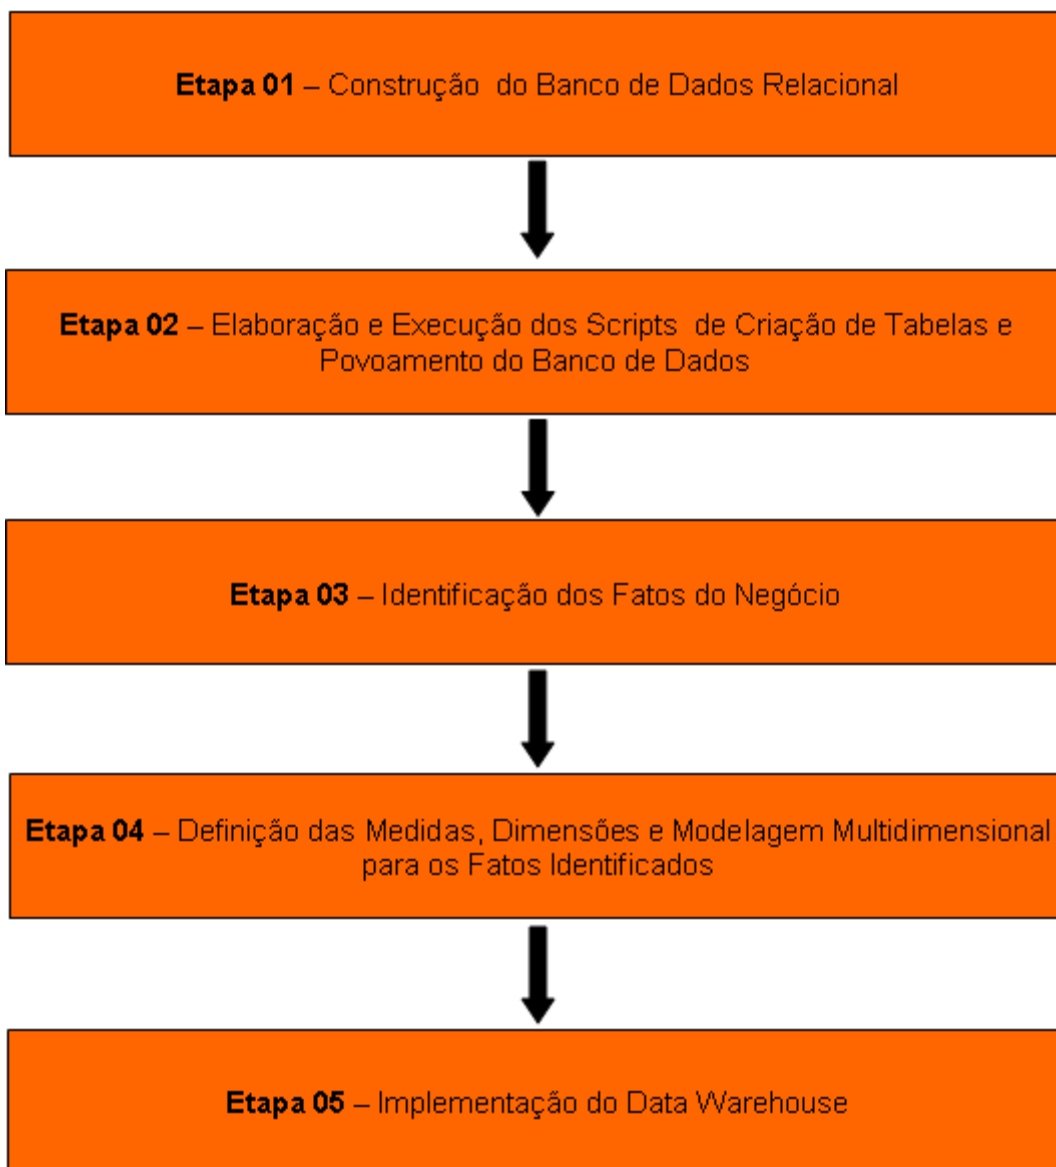 Etapa 01 – Construção do Banco de Dados Relacional
Etapa 02 – Elaboração e Execução dos Scripts de Criação de Tabelas e
Povoamento do Banco de Dados
Etapa 03 – Identificação dos Fatos do Negócio
Etapa 04 – Definição das Medidas, Dimensões e Modelagem Multidimensional
para os Fatos Identificados
Etapa 05 – Implementação do Data Warehouse